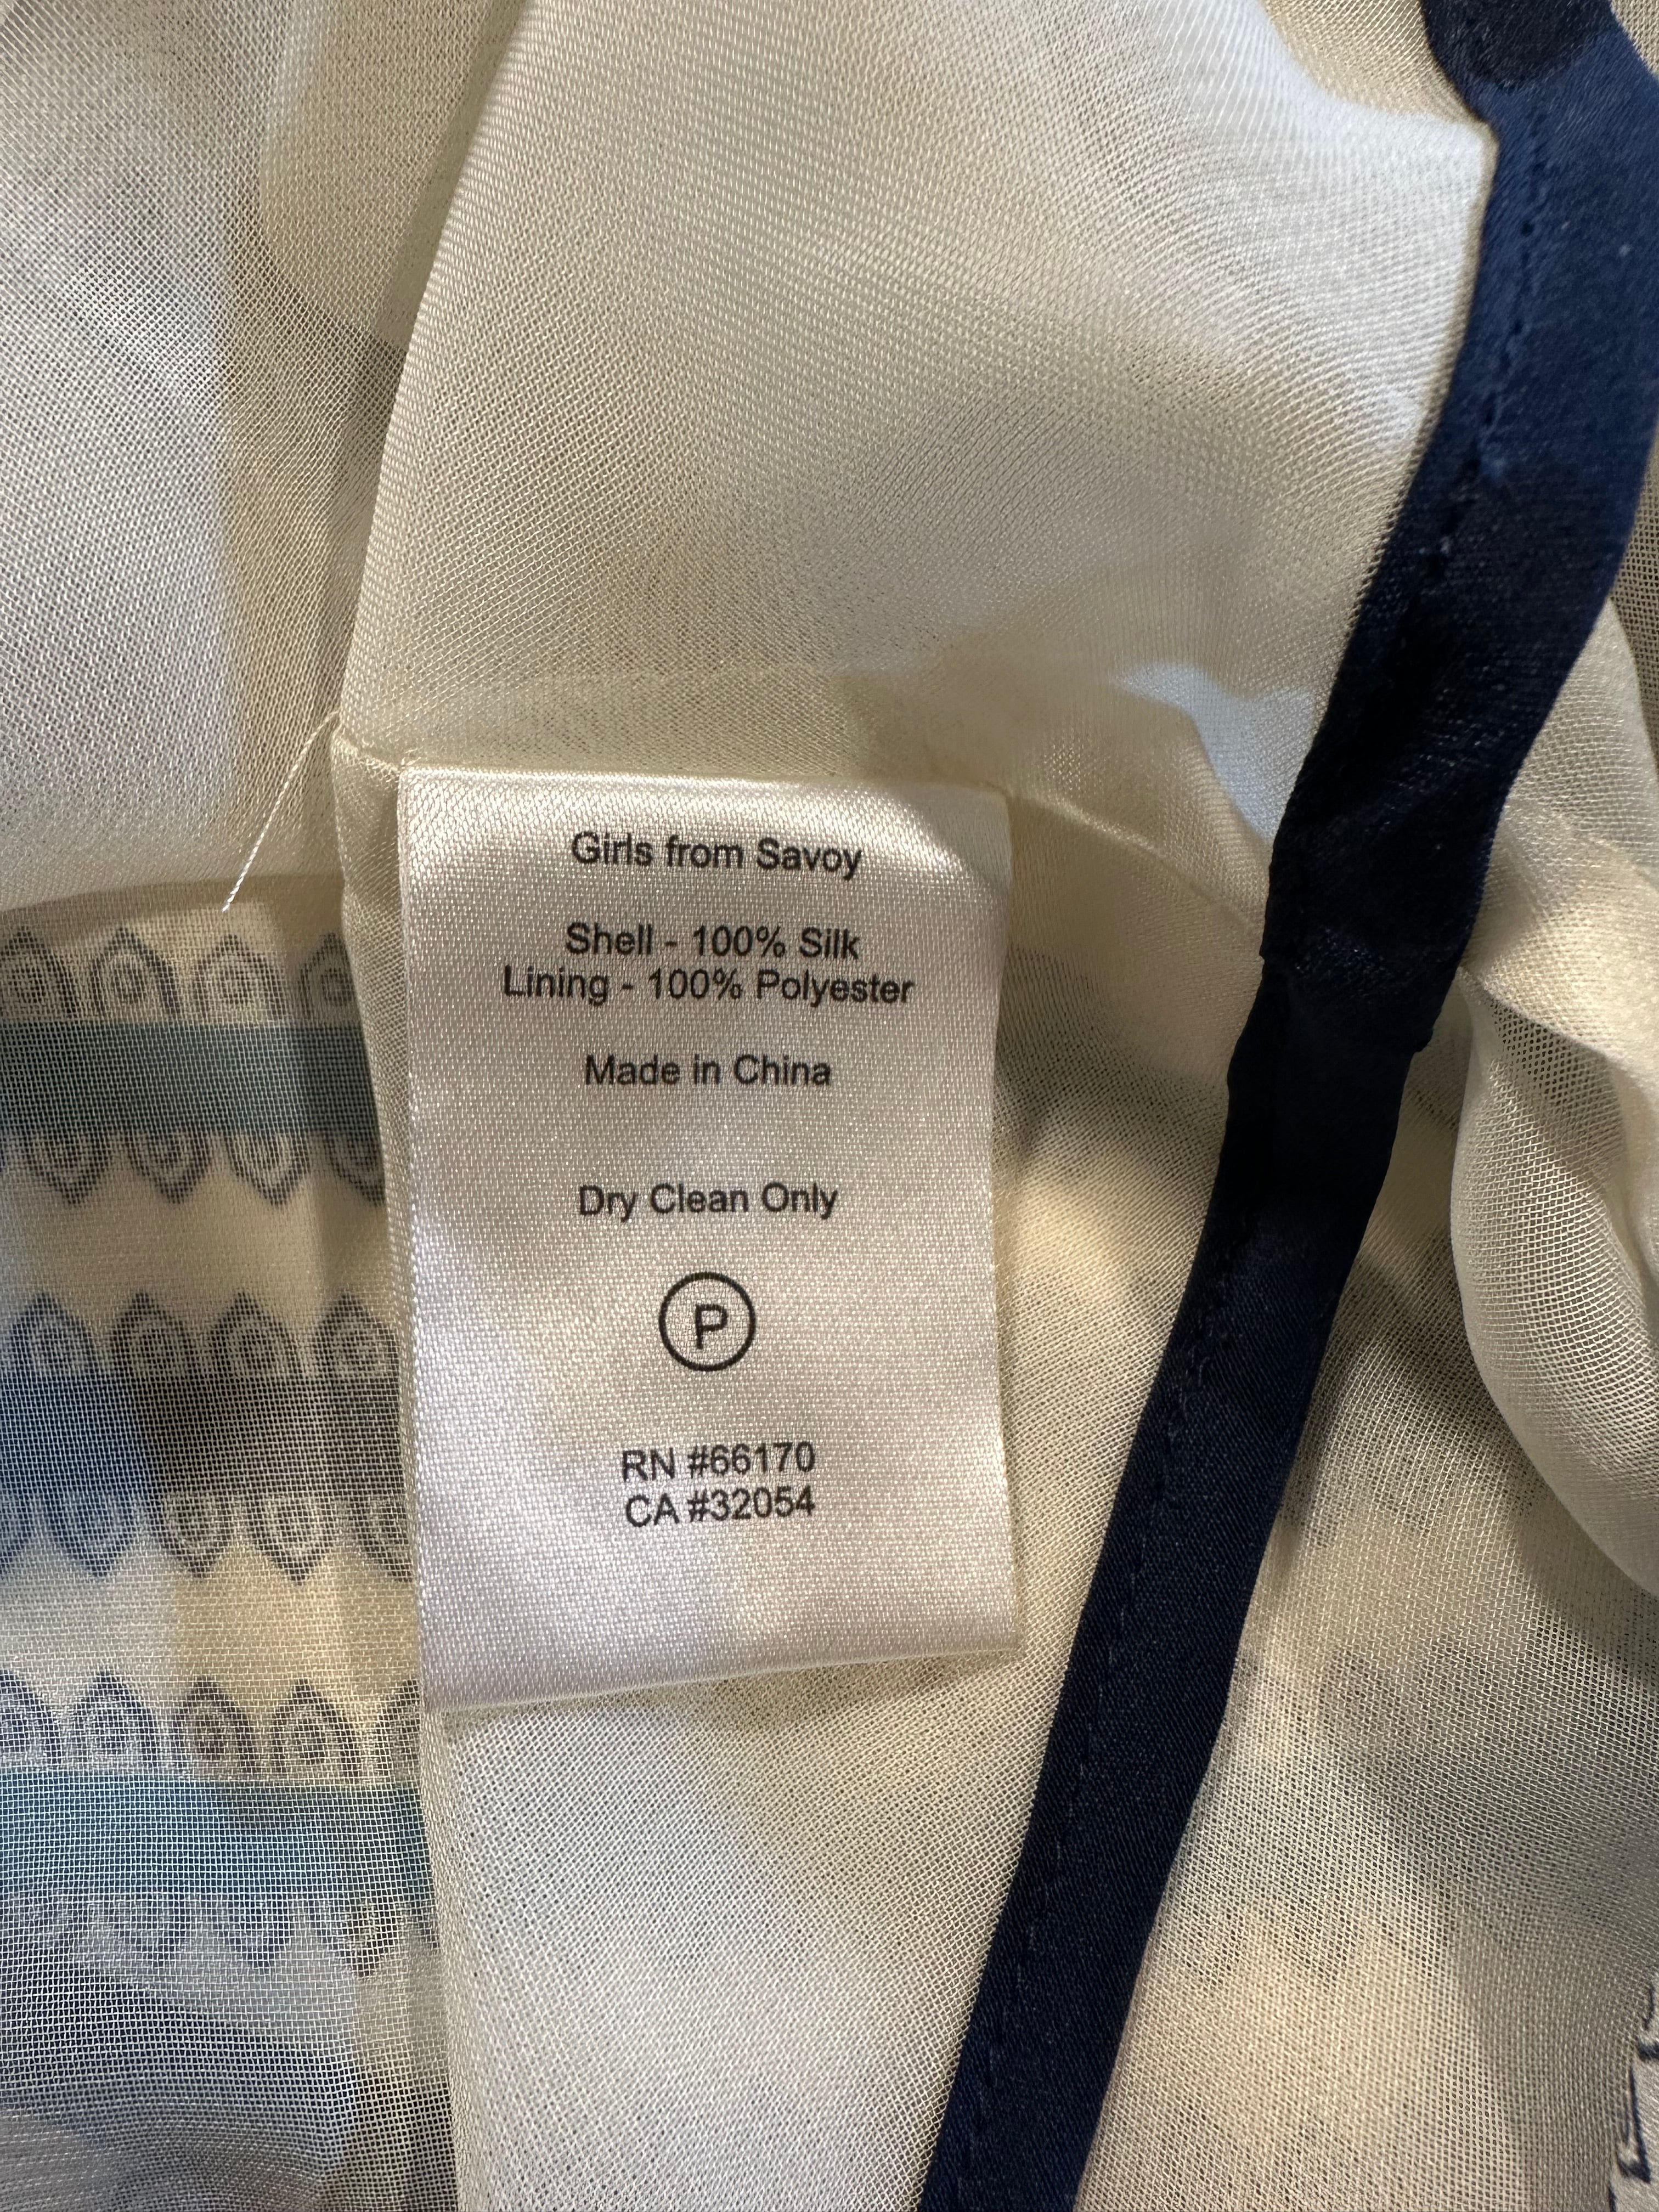 Girls from Savoy
Shell - 100% Silk
Lining - 100% Polyester
Made in China
Dry Clean Only
P
RN #66170
CA #32054